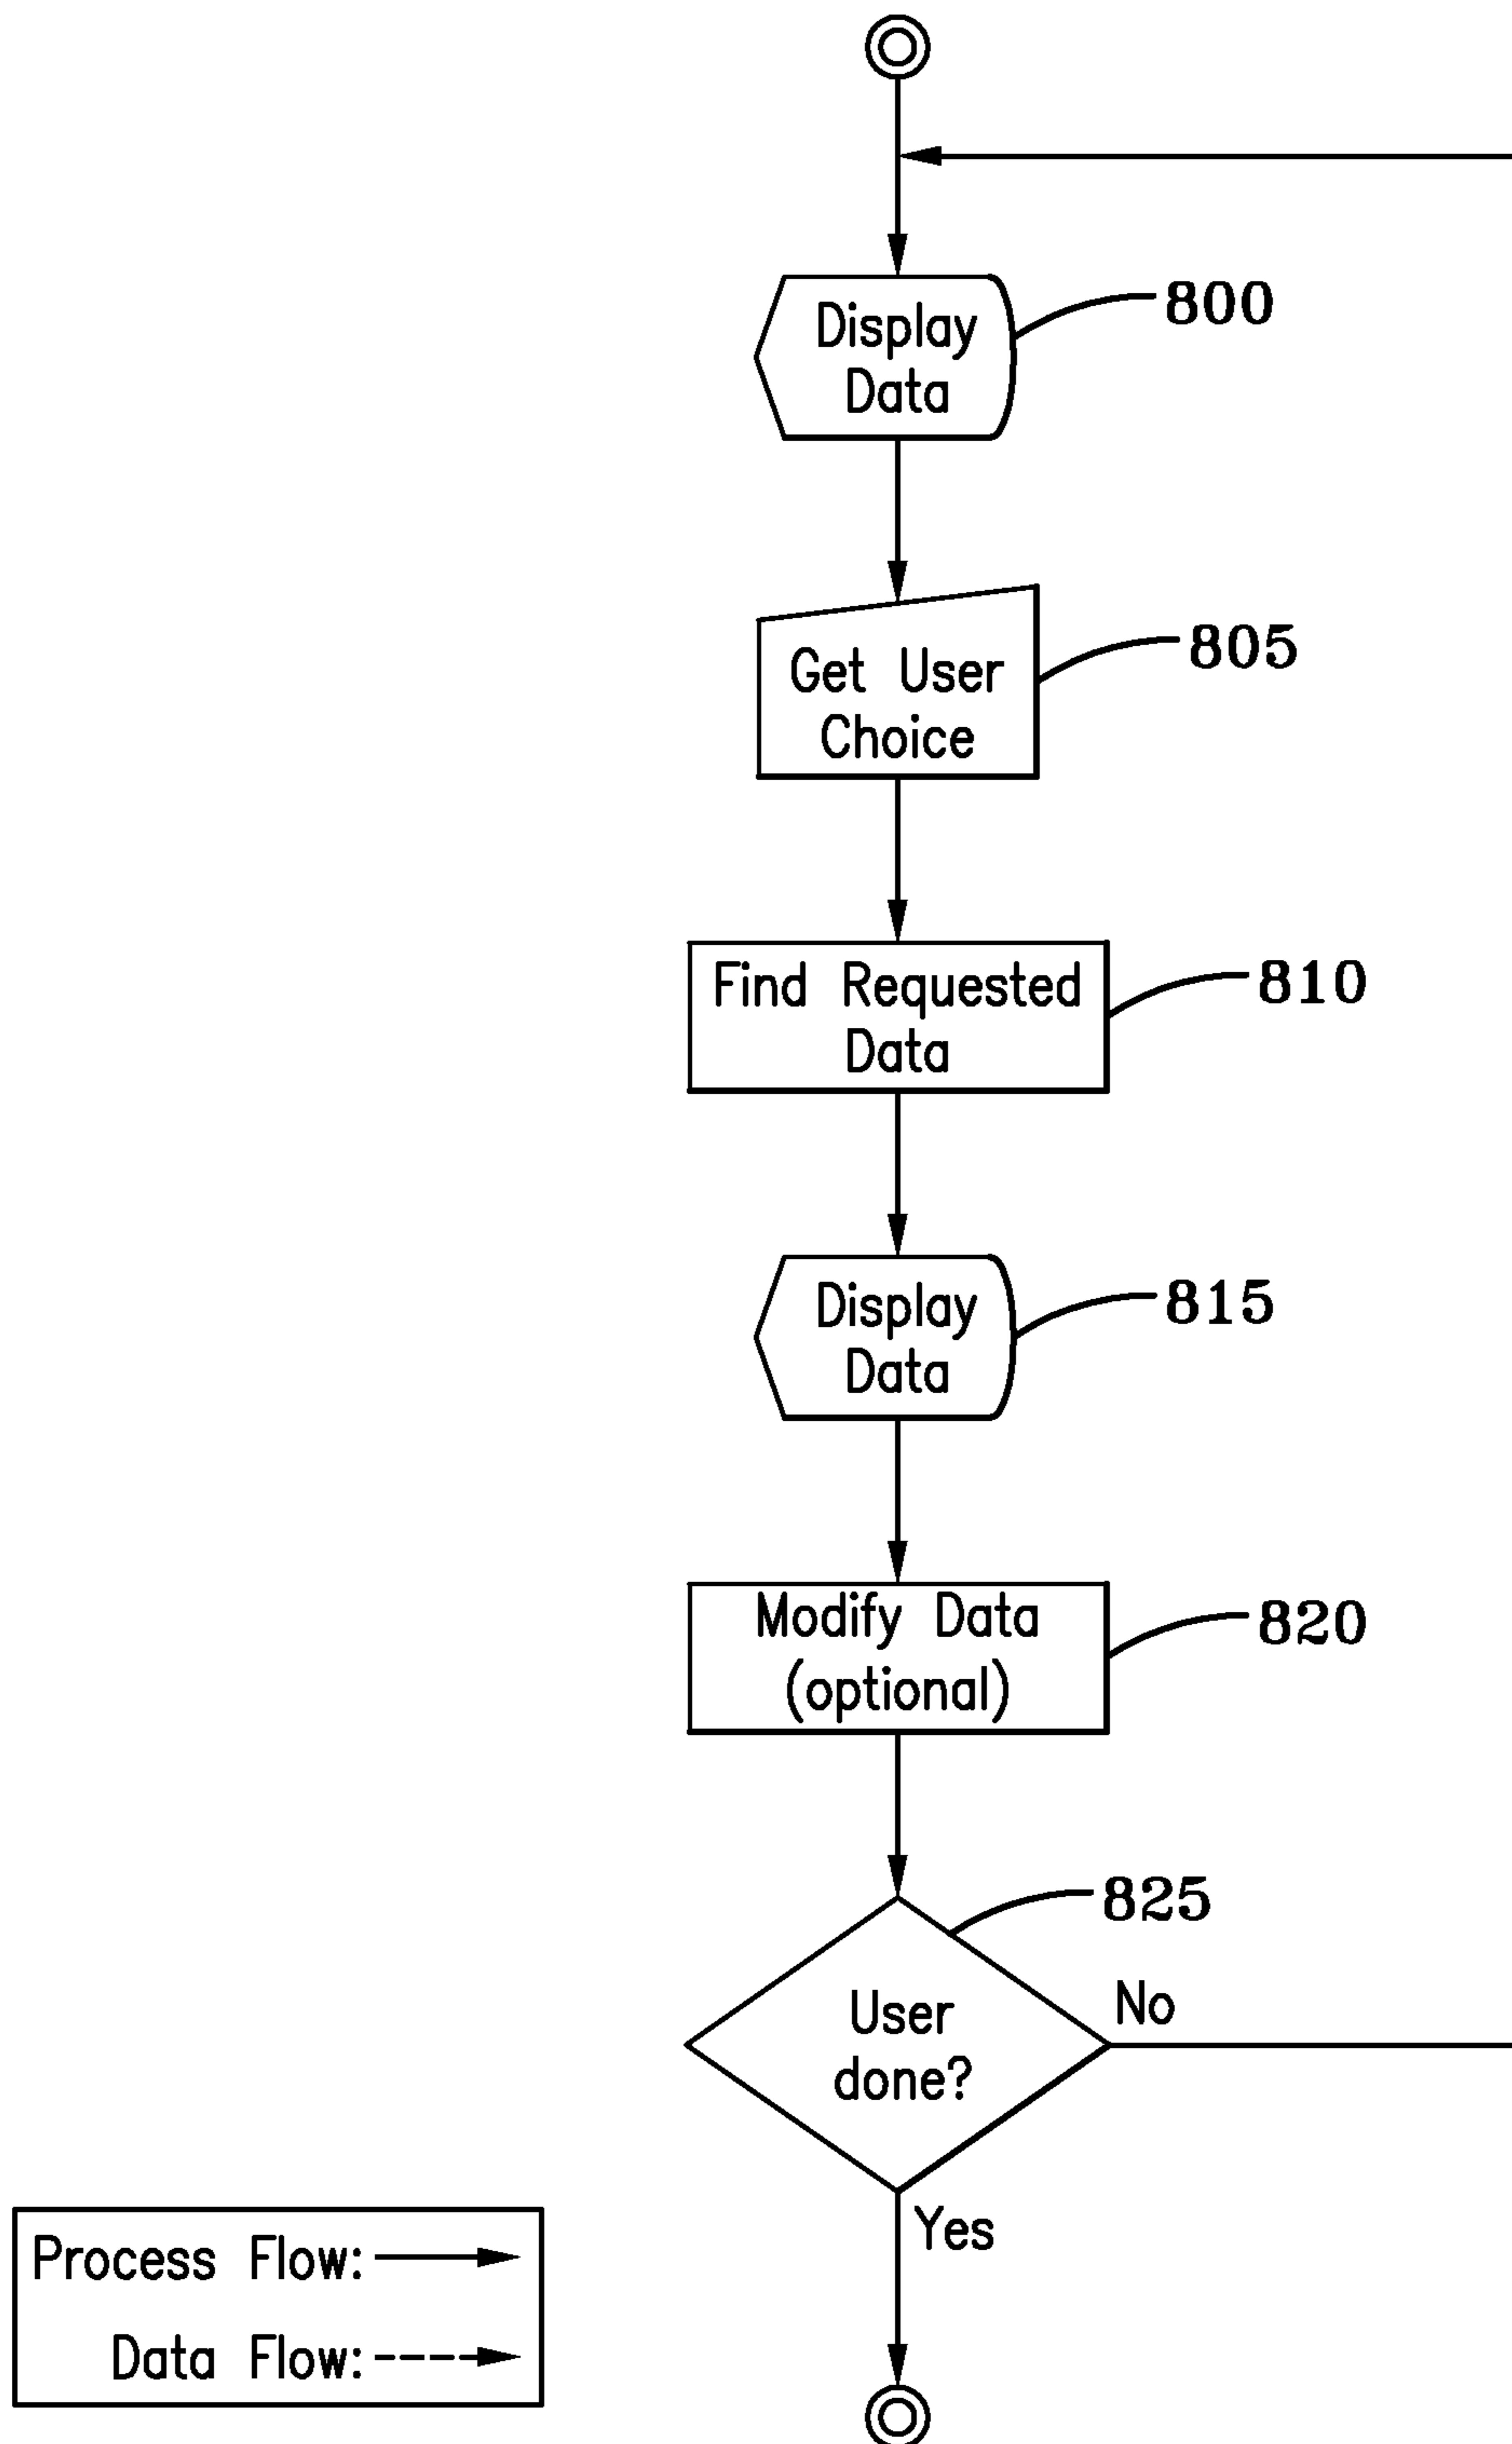 Display
Data
800
Get User
Choice
805
Find Requested
Data
810
Display
Data
815
Modify Data
(optional)
820
825
User
done?
No
Yes
Process Flow:
Data Flow: